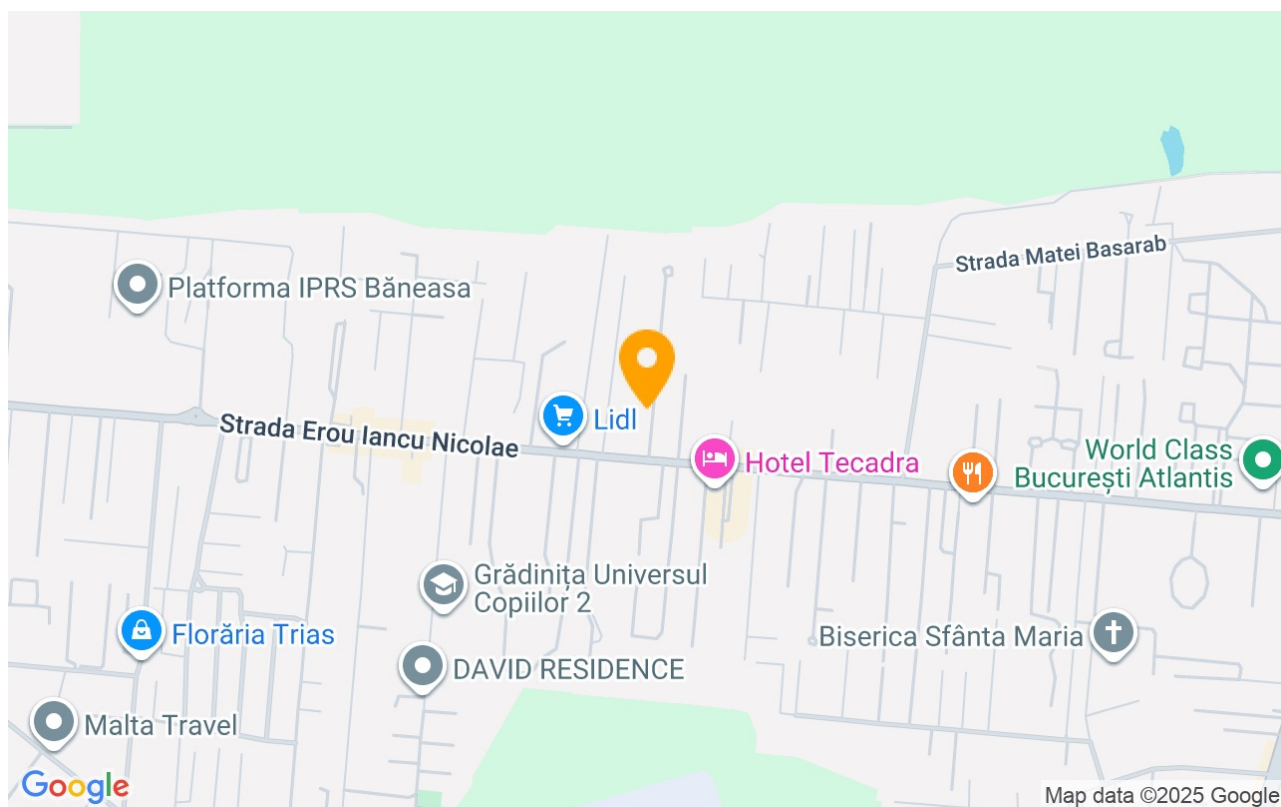 Strada Matei Basarab
Platforma IPRS Băneasa
Strada Erou Iancu Nicolae
Lidl
Hotel Tecadra
World Class
București Atlantis
Grădinița Universul
Copiilor 2
Florăria Trias
Biserica Sfânta Maria
DAVID RESIDENCE
Malta Travel
Google
Map data ©2025 Google